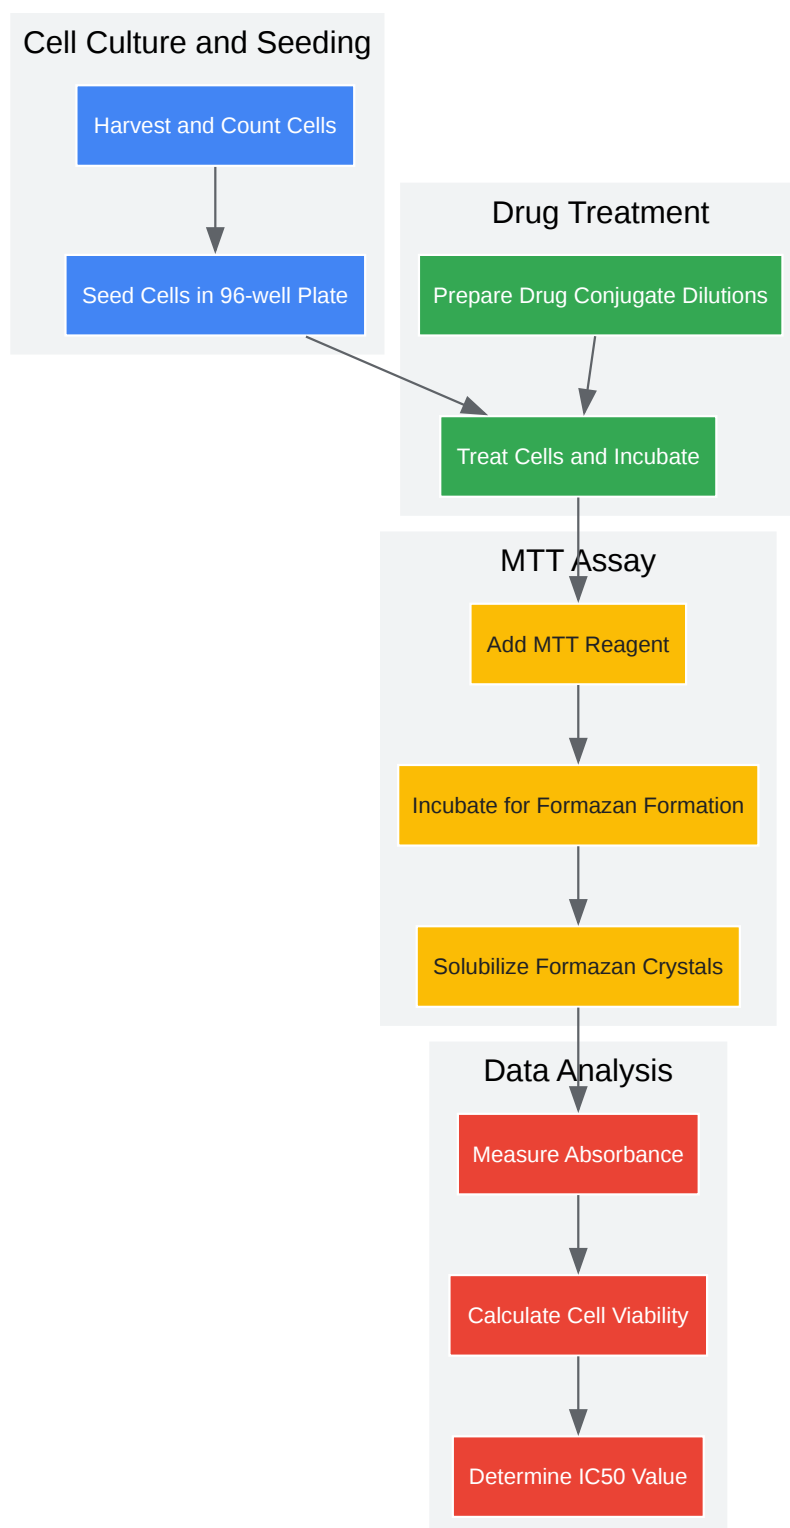 Cell Culture and Seeding
Harvest and Count Cells
Seed Cells in 96-well Plate
Drug Treatment
Prepare Drug Conjugate Dilutions
Treat Cells and Incubate
MTT Assay
Add MTT Reagent
Incubate for Formazan Formation
Solubilize Formazan Crystals
Data Analysis
Measure Absorbance
Calculate Cell Viability
Determine IC50 Value